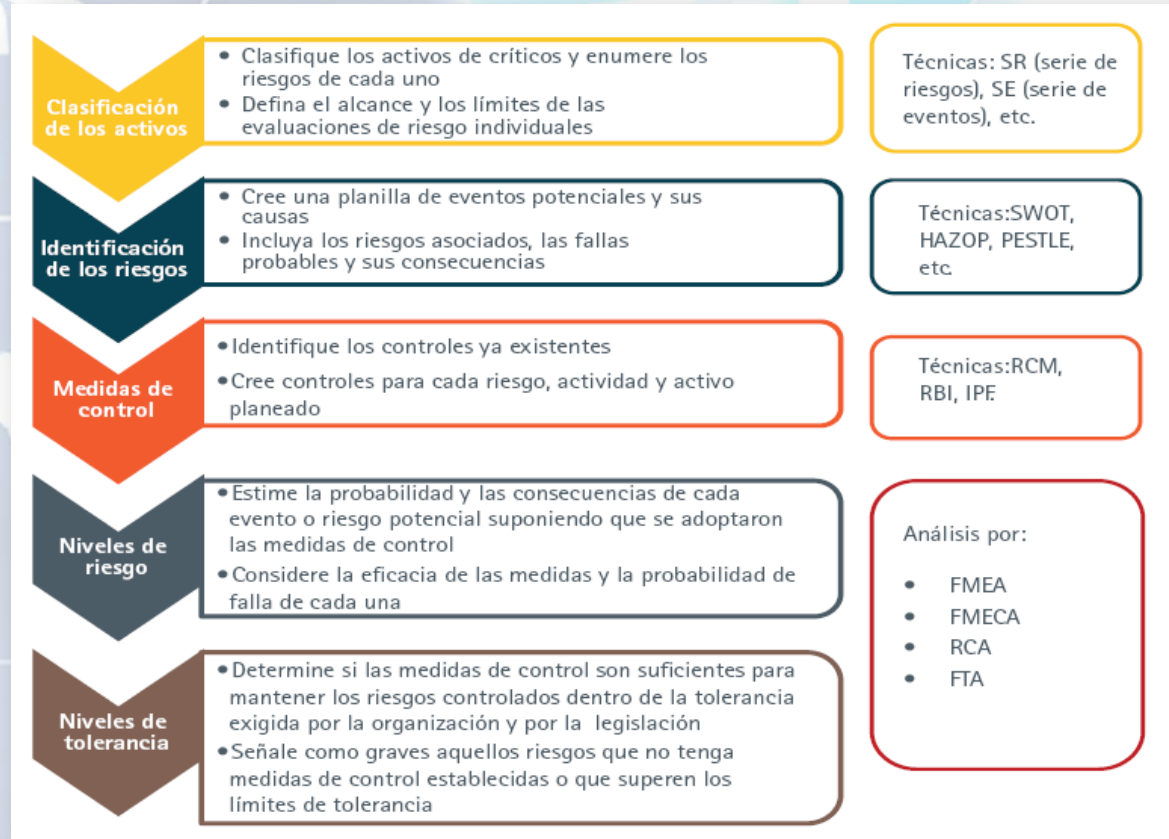 Clasificación
de los activos
• Clasifique los activos de críticos y enumere los
riesgos de cada uno
• Defina el alcance y los límites de las
evaluaciones de riesgo individuales
Técnicas: SR (serie de
riesgos), SE (serie de
eventos), etc.
Identificación
de los riesgos
• Cree una planilla de eventos potenciales y sus
causas
• Incluya los riesgos asociados, las fallas
probables y sus consecuencias
Técnicas:SWOT,
HAZOP, PESTLE,
etc.
Medidas de
control
• Identifique los controles ya existentes
• Cree controles para cada riesgo, actividad y activo
planeado
Técnicas:RCM,
RBI, IPF.
Niveles de
riesgo
• Estime la probabilidad y las consecuencias de cada
evento o riesgo potencial suponiendo que se adoptaron
las medidas de control
• Considere la eficacia de las medidas y la probabilidad de
falla de cada una
Niveles de
tolerancia
• Determine si las medidas de control son suficientes para
mantener los riesgos controlados dentro de la tolerancia
exigida por la organización y por la legislación
• Señale como graves aquellos riesgos que no tenga
medidas de control establecidas o que superen los
límites de tolerancia
Análisis por:
• FMEA
• FMECA
• RCA
• FTA